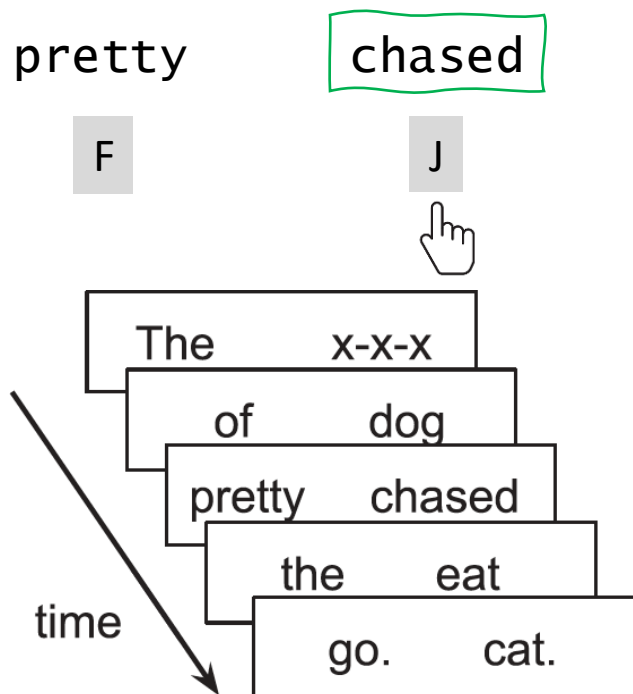 pretty chased
F J
The x-x-x
of dog
pretty chased
the eat
time
go. cat.